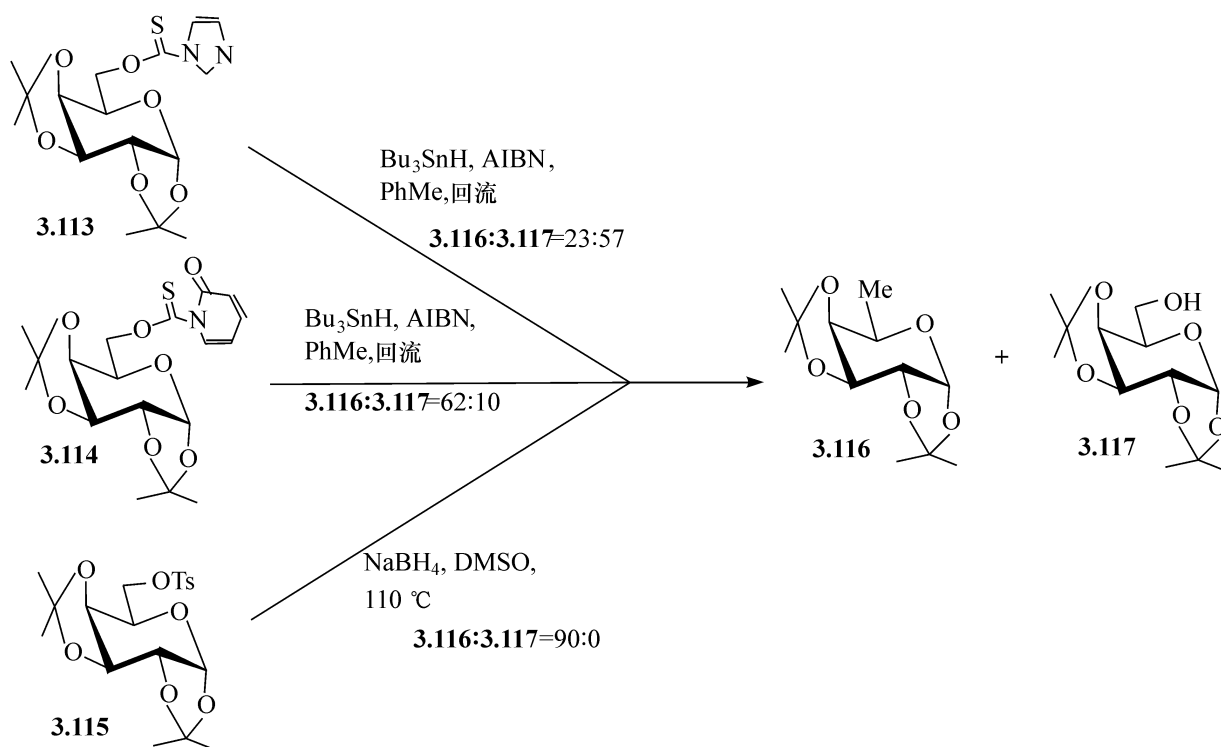 S
O
N
N
O
O
O
O
O
3.113
Bu₃SnH, AIBN,
PhMe,回流
3.116:3.117=23:57
O
S
O
N
O
O
O
O
O
3.114
Bu₃SnH, AIBN,
PhMe,回流
3.116:3.117=62:10
O
Me
O
O
O
O
3.116
+
O
OH
O
O
O
O
3.117
O
OTs
O
O
O
O
3.115
NaBH₄, DMSO,
110 ℃
3.116:3.117=90:0